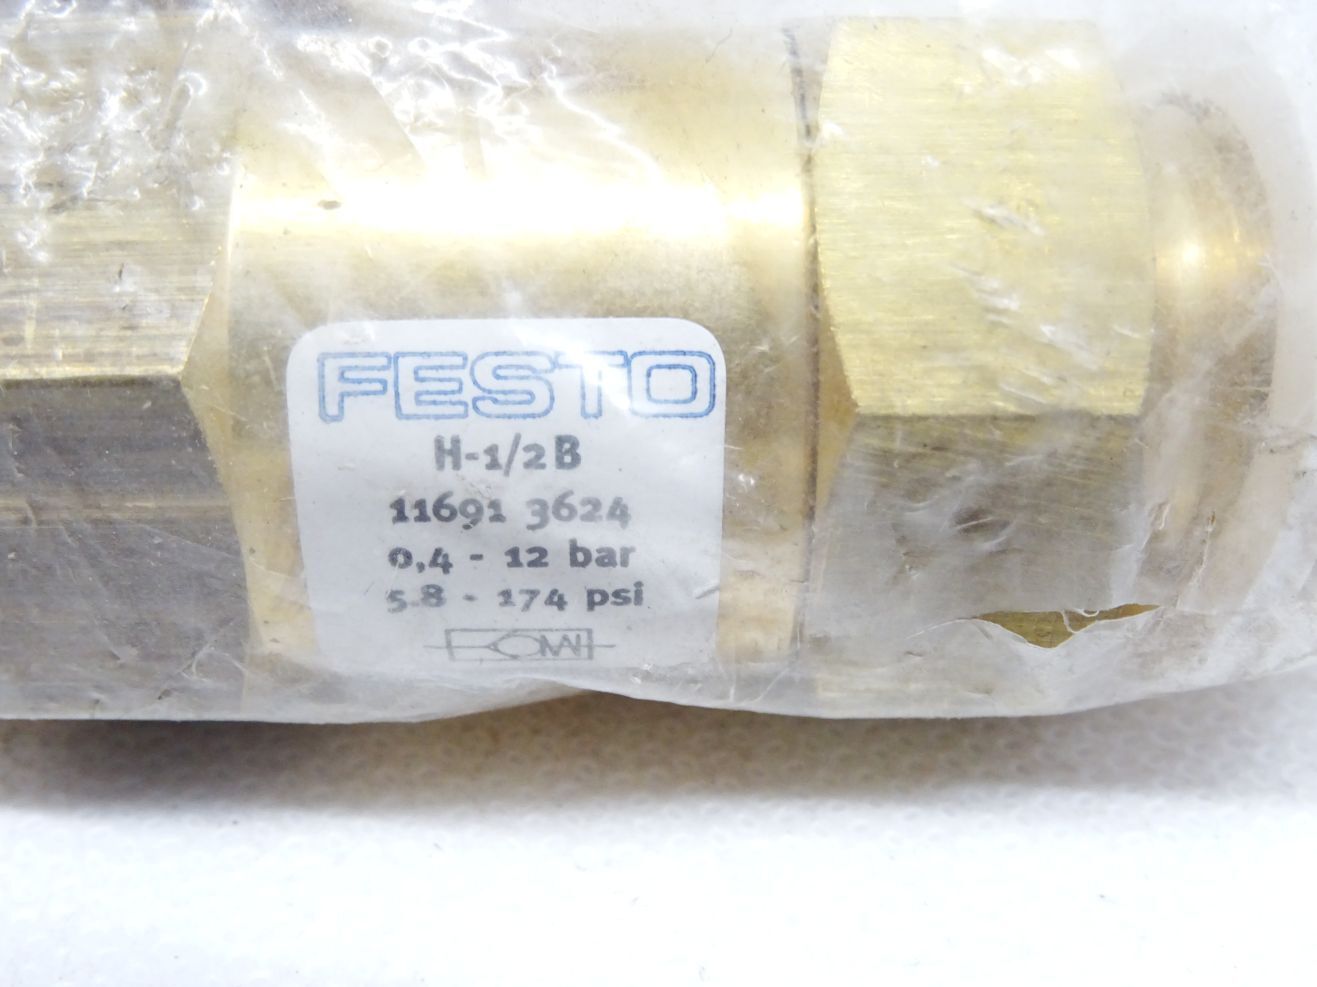 FESTO
H-1/2B
11691 3624
0,4 - 12 bar
5.8 - 174 psi